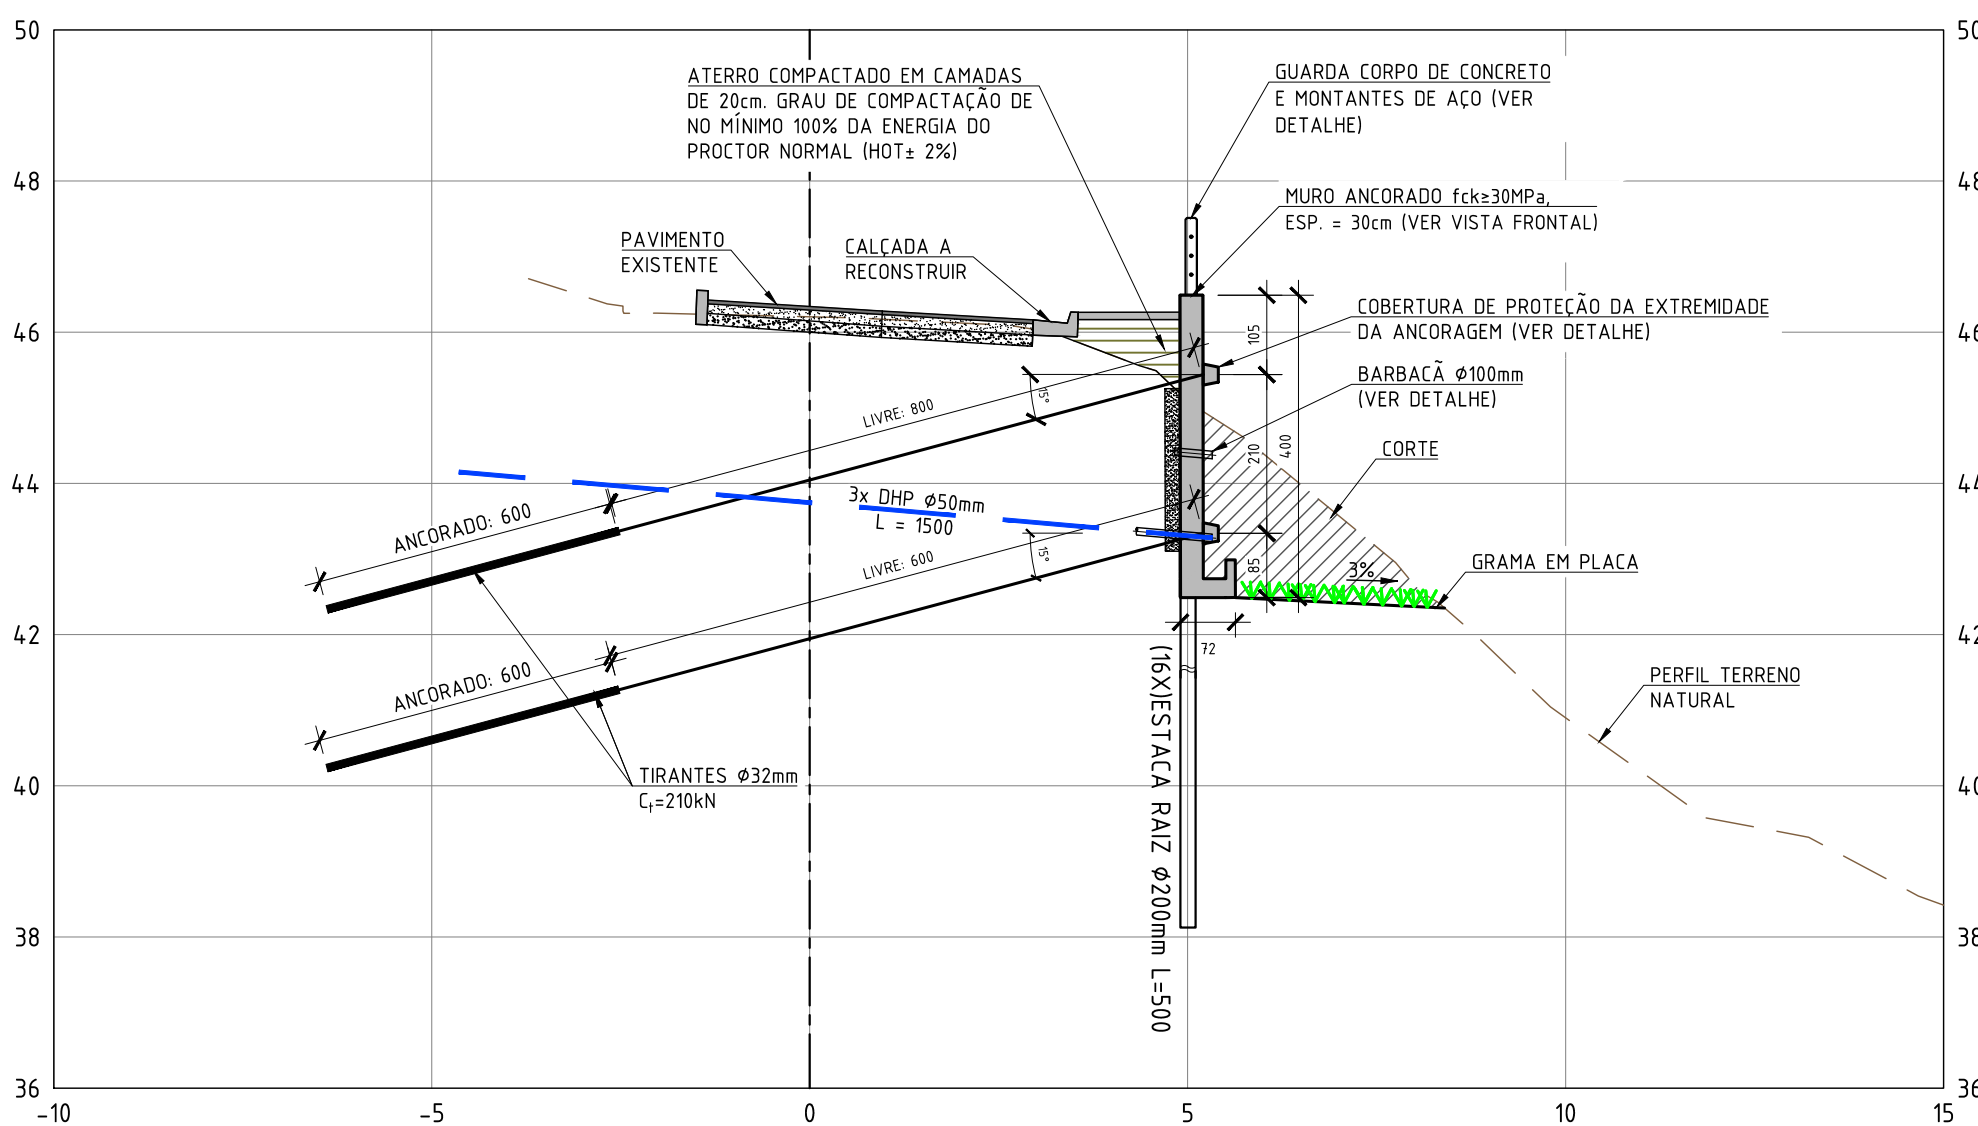 50
50
48
48
46
46
44
44
42
42
40
40
38
38
36
36
-10
-5
0
5
10
15
ATERRO COMPACTADO EM CAMADAS
DE 20cm. GRAU DE COMPACTAÇÃO DE
NO MÍNIMO 100% DA ENERGIA DO
PROCTOR NORMAL (HOT± 2%)
GUARDA CORPO DE CONCRETO
E MONTANTES DE AÇO (VER
DETALHE)
MURO ANCORADO fck≥30MPa,
ESP. = 30cm (VER VISTA FRONTAL)
PAVIMENTO
EXISTENTE
CALÇADA A
RECONSTRUIR
COBERTURA DE PROTEÇÃO DA EXTREMIDADE
DA ANCORAGEM (VER DETALHE)
BARBACÃ Ø100mm
(VER DETALHE)
CORTE
GRAMA EM PLACA
3%
PERFIL TERRENO
NATURAL
105
210
400
85
72
15°
15°
LIVRE: 800
LIVRE: 600
ANCORADO: 600
ANCORADO: 600
3x DHP Ø50mm
L = 1500
TIRANTES Ø32mm
Ct=210kN
(16X)ESTACA RAIZ Ø200mm L=500